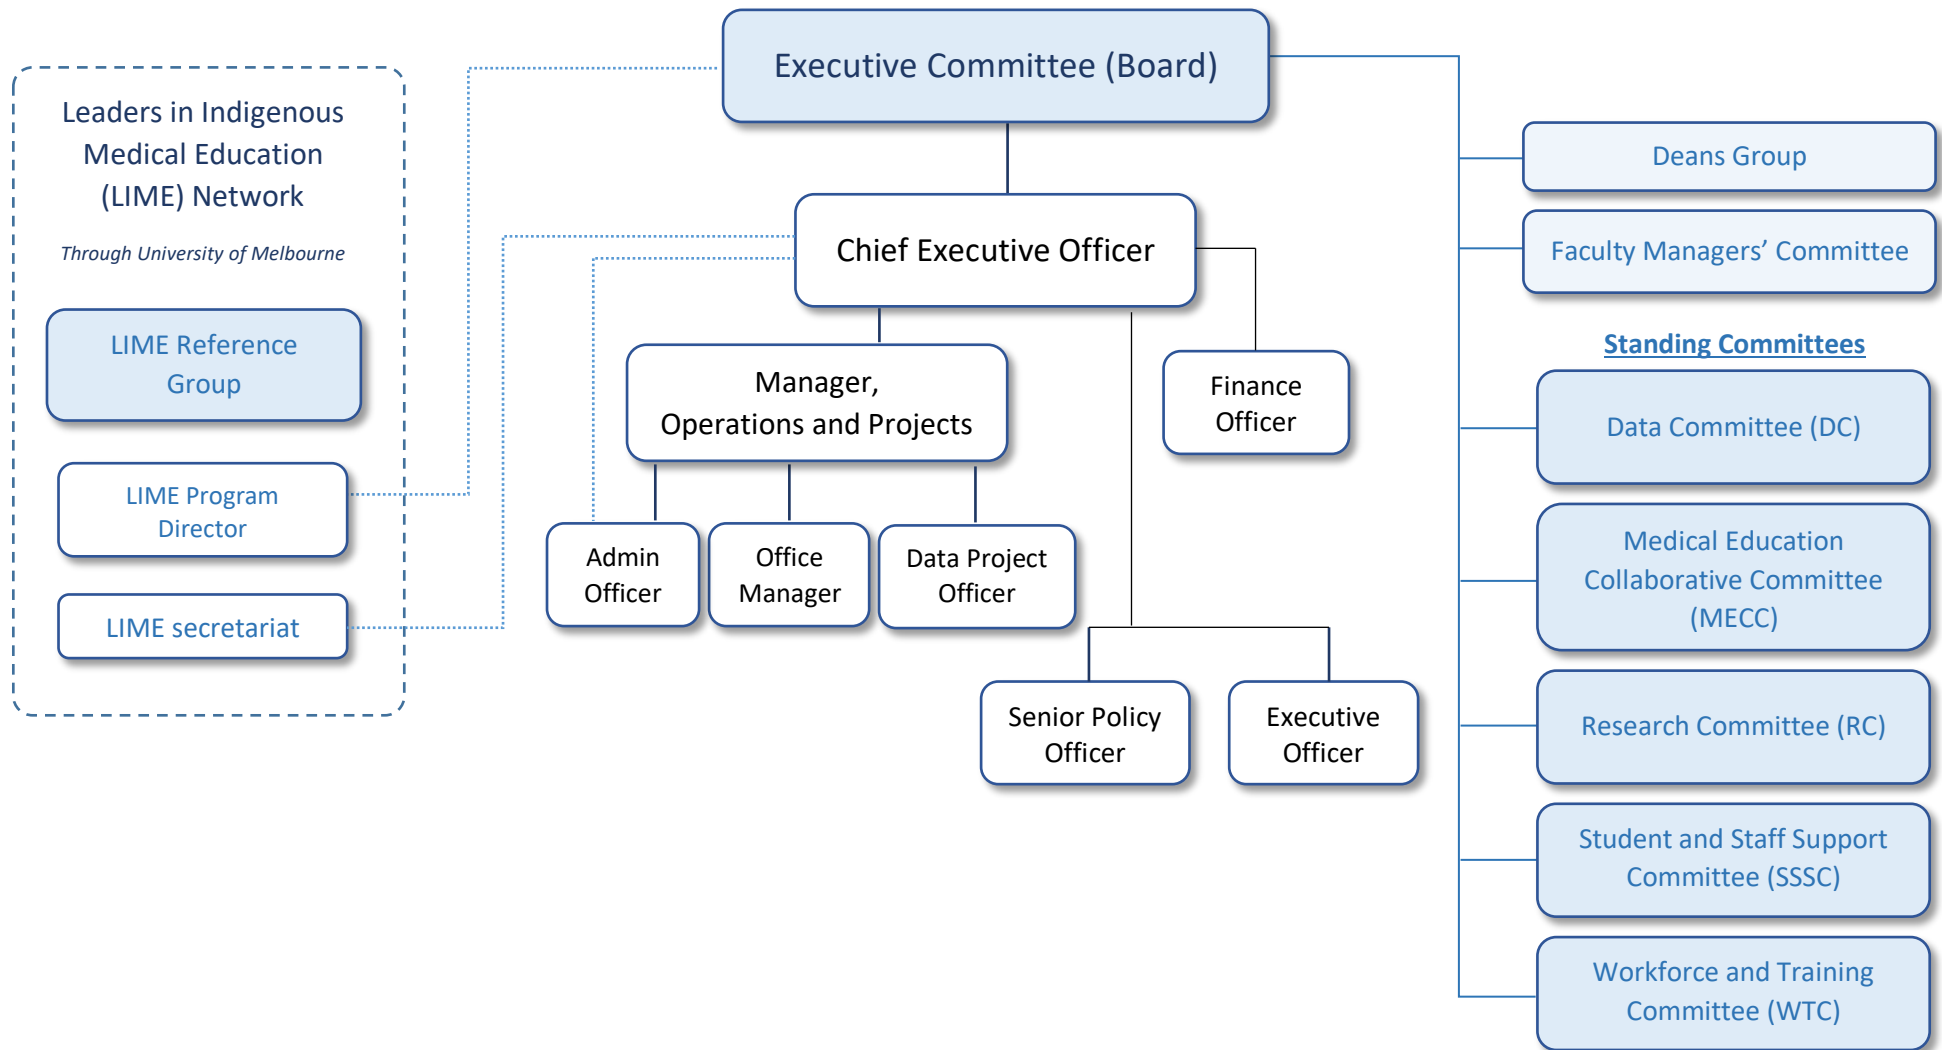 Executive Committee (Board)
Leaders in Indigenous
Medical Education
(LIME) Network
Through University of Melbourne
LIME Reference
Group
LIME Program
Director
LIME secretariat
Chief Executive Officer
Manager,
Operations and Projects
Finance
Officer
Admin
Officer
Office
Manager
Data Project
Officer
Senior Policy
Officer
Executive
Officer
Deans Group
Faculty Managers’ Committee
Standing Committees
Data Committee (DC)
Medical Education
Collaborative Committee
(MECC)
Research Committee (RC)
Student and Staff Support
Committee (SSSC)
Workforce and Training
Committee (WTC)